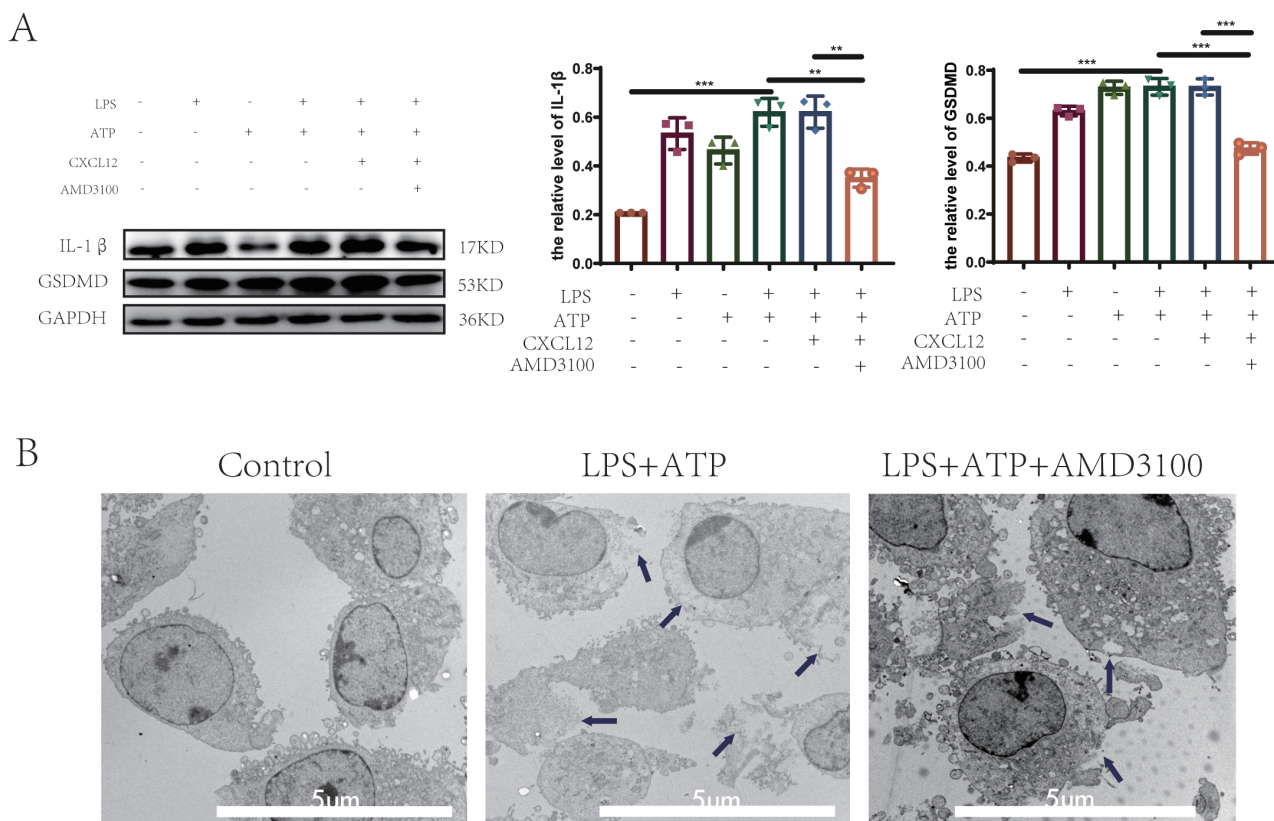 A
LPS - + - + + +
ATP - - + + + +
CXCL12 - - - - + +
AMD3100 - - - - - +
IL-1 β 17KD
GSDMD 53KD
GAPDH 36KD
the relative level of IL-1β
0.8
0.6
0.4
0.2
0.0
***
**
**
LPS - + - + + +
ATP - - + + + +
CXCL12 - - - - + +
AMD3100 - - - - - +
the relative level of GSDMD
0.8
0.6
0.4
0.2
0.0
***
***
***
LPS - + - + + +
ATP - - + + + +
CXCL12 - - - - + +
AMD3100 - - - - - +
B
Control LPS+ATP LPS+ATP+AMD3100
5um 5um 5um